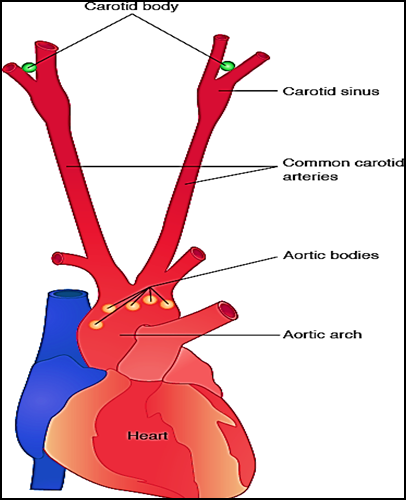 Carotid body
Carotid sinus
Common carotid
arteries
Aortic bodies
Aortic arch
Heart